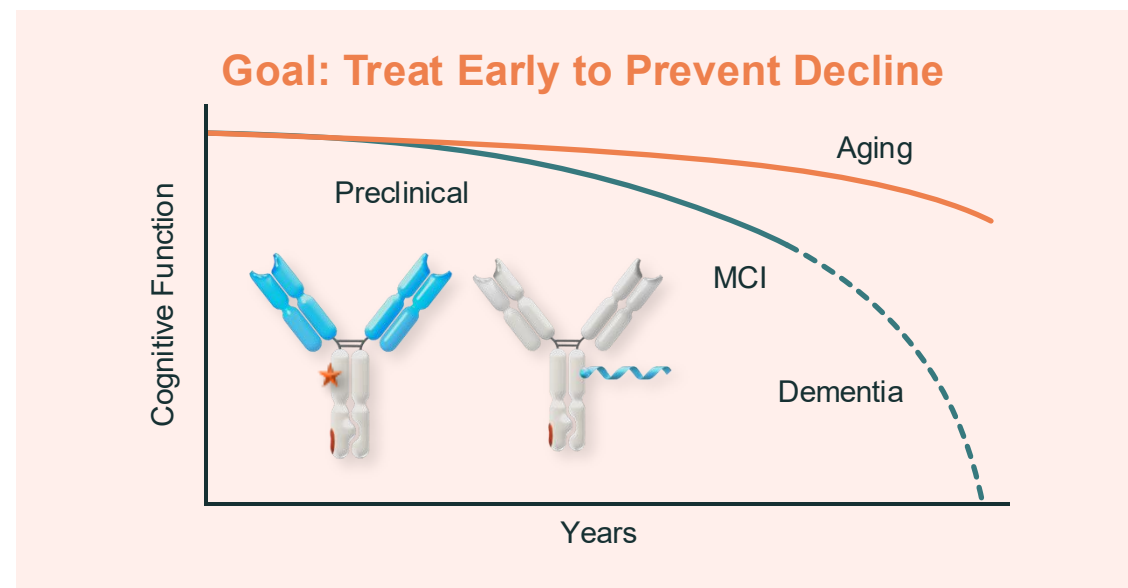 Goal: Treat Early to Prevent Decline
Aging
Preclinical
Cognitive Function
MCI
Dementia
Years